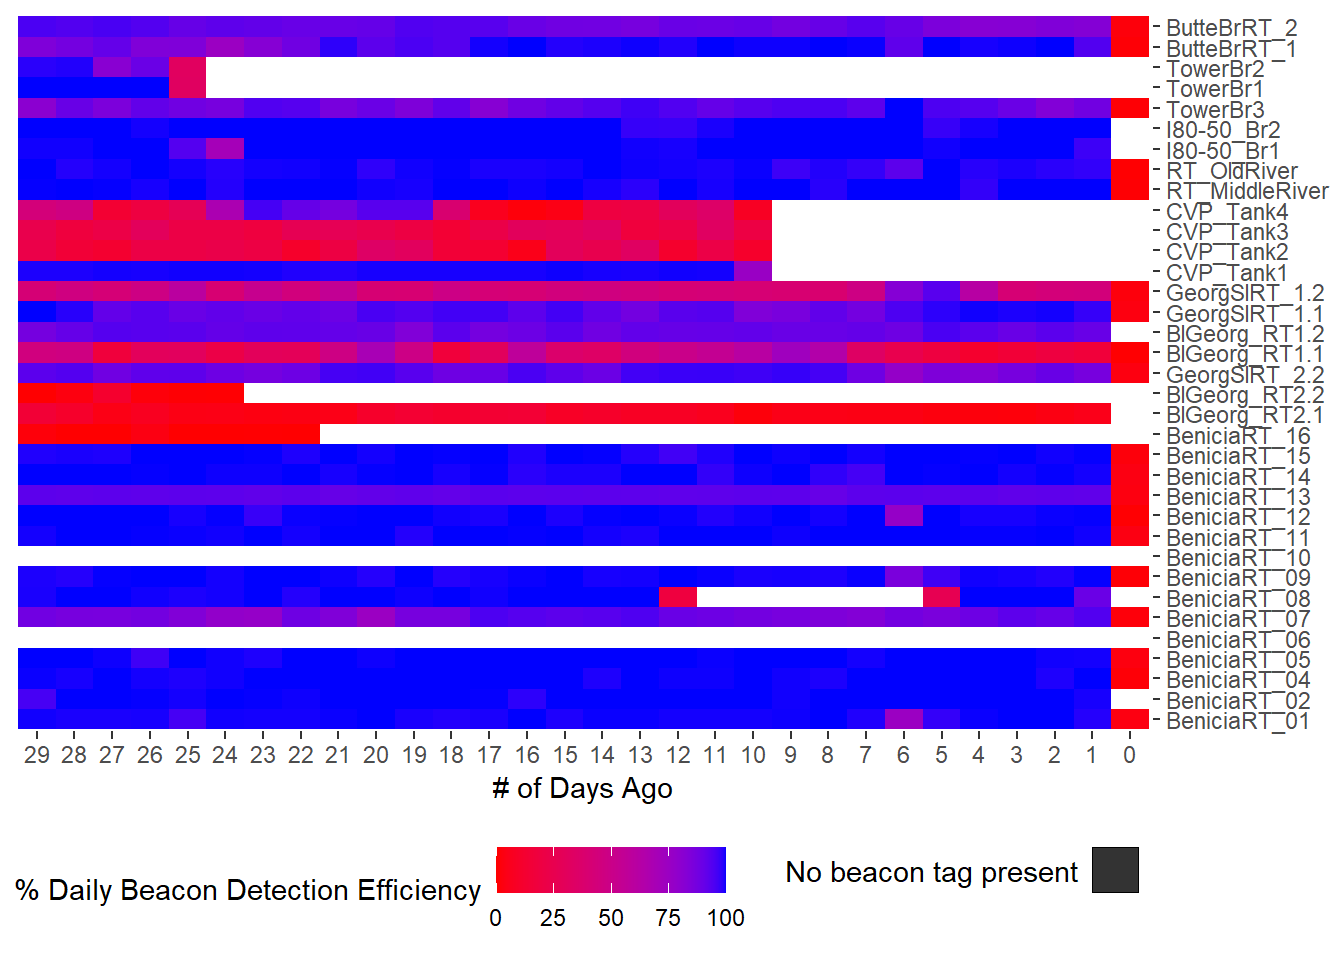 ButteBrRT_2
ButteBrRT_1
TowerBr2
TowerBr1
TowerBr3
I80-50_Br2
I80-50_Br1
RT_OldRiver
RT_MiddleRiver
CVP_Tank4
CVP_Tank3
CVP_Tank2
CVP_Tank1
GeorgSlRT_1.2
GeorgSlRT_1.1
BlGeorg_RT1.2
BlGeorg_RT1.1
GeorgSlRT_2.2
BlGeorg_RT2.2
BlGeorg_RT2.1
BeniciaRT_16
BeniciaRT_15
BeniciaRT_14
BeniciaRT_13
BeniciaRT_12
BeniciaRT_11
BeniciaRT_10
BeniciaRT_09
BeniciaRT_08
BeniciaRT_07
BeniciaRT_06
BeniciaRT_05
BeniciaRT_04
BeniciaRT_02
BeniciaRT_01
29 28 27 26 25 24 23 22 21 20 19 18 17 16 15 14 13 12 11 10 9 8 7 6 5 4 3 2 1 0
# of Days Ago
% Daily Beacon Detection Efficiency
0 25 50 75 100
No beacon tag present